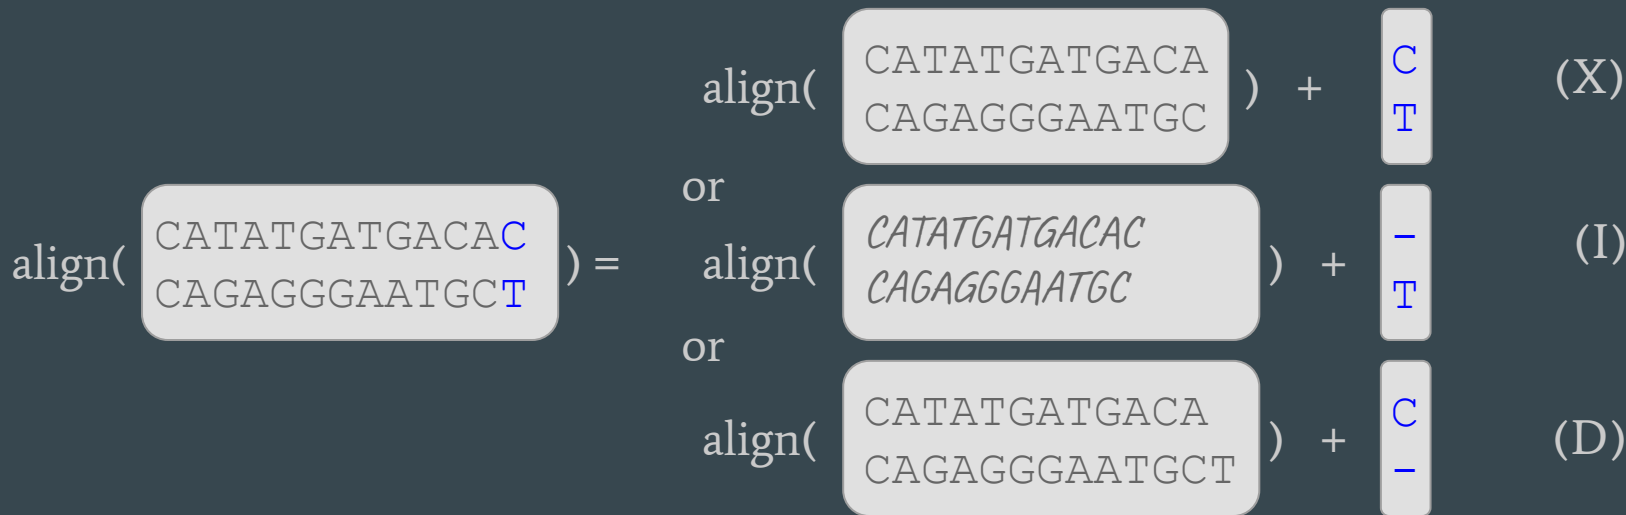 align( CATATGATGACAC
CAGAGGGAATGCT ) =
align( CATATGATGACA
CAGAGGGAATGC ) + C
T (X)
or
align( CATATGATGACAC
CAGAGGGAATGC ) + -
T (I)
or
align( CATATGATGACA
CAGAGGGAATGCT ) + C
- (D)